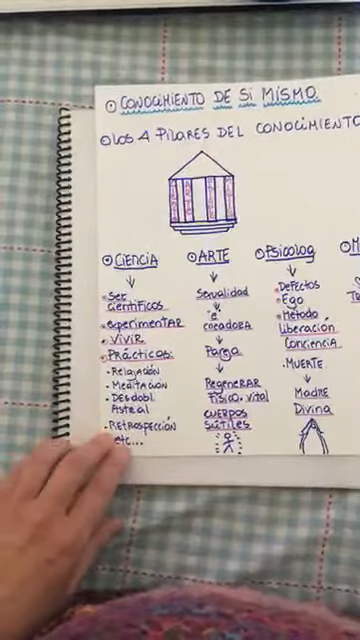 CONOCIMIENTO DE SÍ MISMO
LOS 4 PILARES DEL CONOCIMIENTO
CIENCIA
SER
CIENTÍFICOS
EXPERIMENTAR
VIVIR
PRÁCTICAS:
RELAJACIÓN
MEDITACIÓN
DESDOBL.
ASTRAL
RETROSPECCIÓN
etc...
ARTE
SEXUALIDAD
CREADORA
PAREJA
REGENERAR
FÍSICO. VITAL
CUERPOS
SUTILES
PSICOLOG
DEFECTOS
EGO
MÉTODO
LIBERACIÓN
CONCIENCIA
MUERTE
MADRE
DIVINA